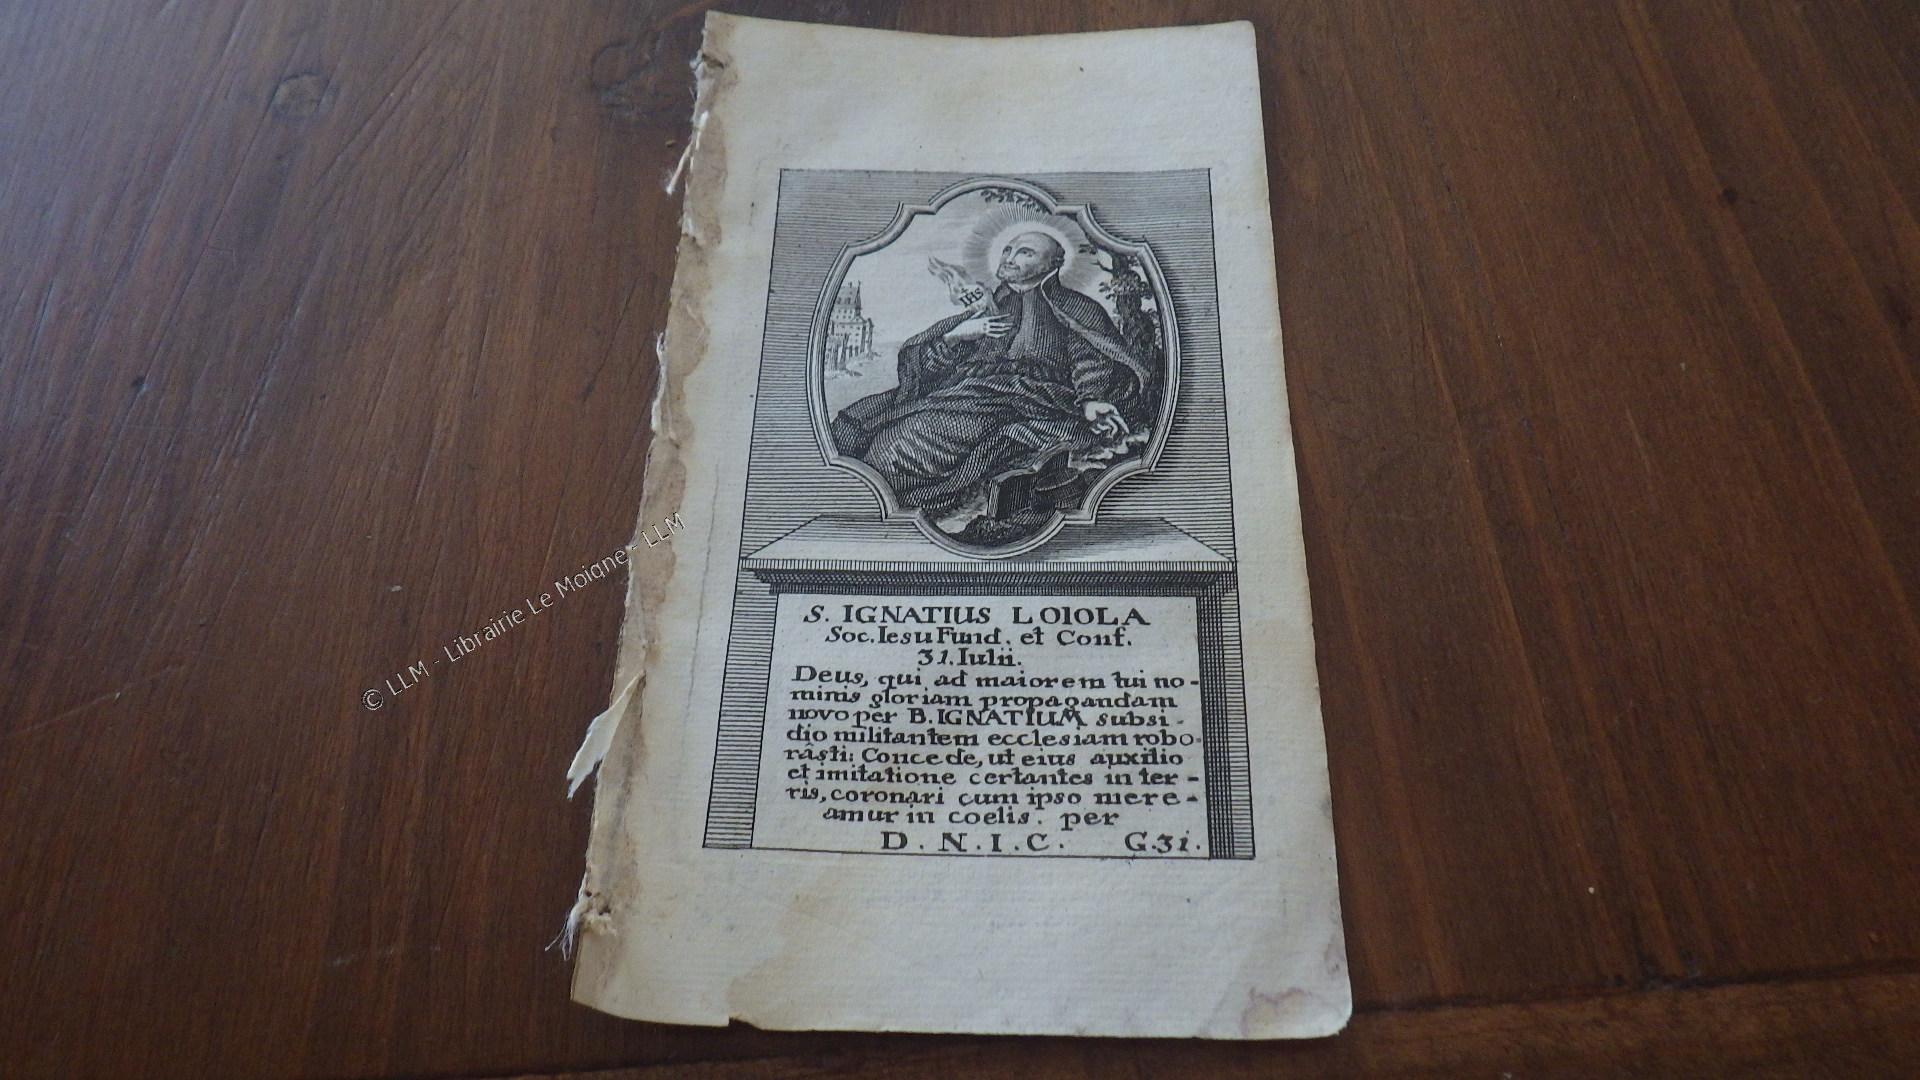 IHS
S. IGNATIUS LOIOLA
Soc. Iesu Fund. et Conf.
31. Iulii.
Deus, qui ad maiorem tui no-
minis gloriam propagandam
novo per B. IGNATIUM subsi-
dio militantem ecclesiam robo-
râsti: Concede, ut eius auxilio
et imitatione certantes in ter-
ris, coronari cum ipso mere-
amur in coelis. per
D. N. I. C. G.31.
© LLM - Librairie Le Moigne - LLM